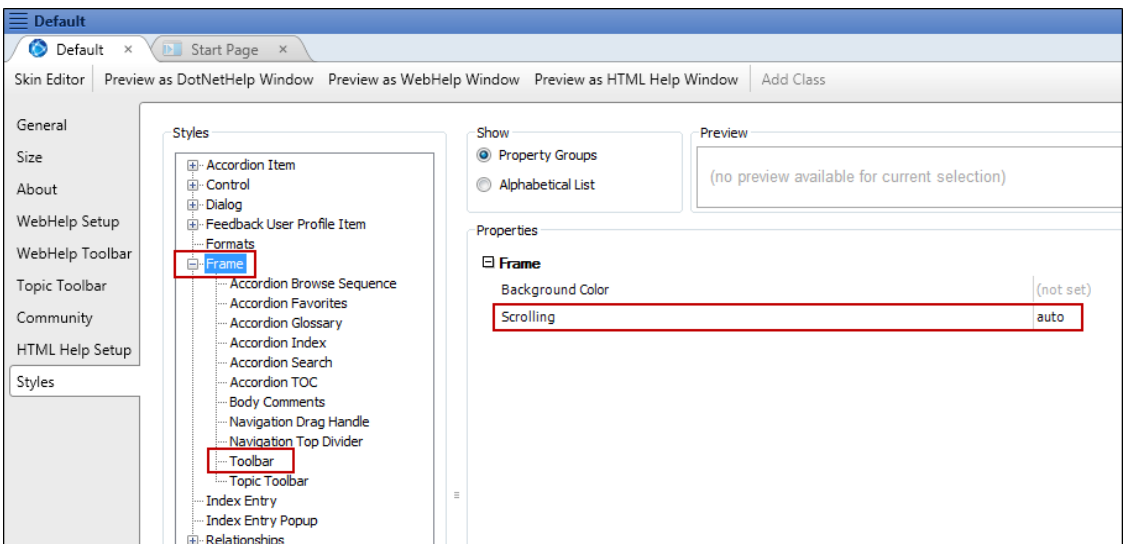 Default
Default × Start Page ×
Skin Editor Preview as DotNetHelp Window Preview as WebHelp Window Preview as HTML Help Window Add Class
General
Size
About
WebHelp Setup
WebHelp Toolbar
Topic Toolbar
Community
HTML Help Setup
Styles
Styles
Accordion Item
Control
Dialog
Feedback User Profile Item
Formats
Frame
Accordion Browse Sequence
Accordion Favorites
Accordion Glossary
Accordion Index
Accordion Search
Accordion TOC
Body Comments
Navigation Drag Handle
Navigation Top Divider
Toolbar
Topic Toolbar
Index Entry
Index Entry Popup
Relationships
Show
Property Groups
Alphabetical List
Preview
(no preview available for current selection)
Properties
Frame
Background Color (not set)
Scrolling auto